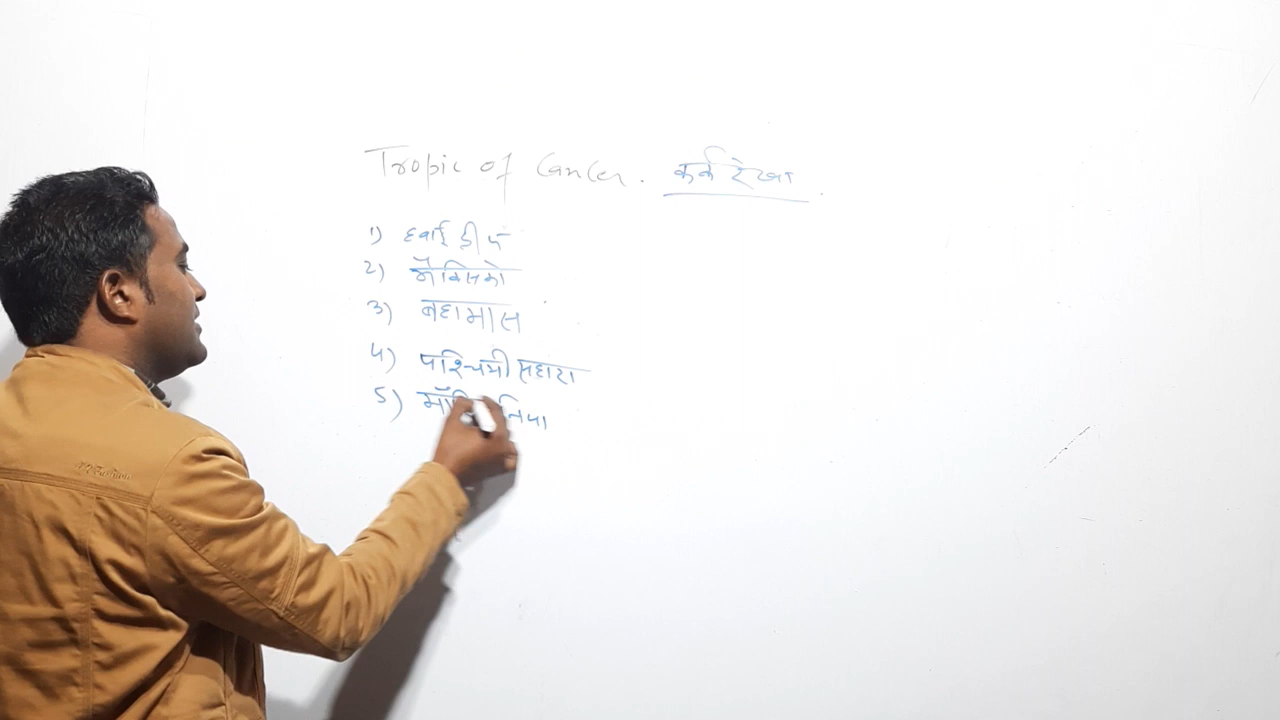 Tropic of Cancer. कर्क रेखा
1) हवाई द्वीप
2) मैक्सिको
3) बहामास
4) पश्चिमी सहारा
5)